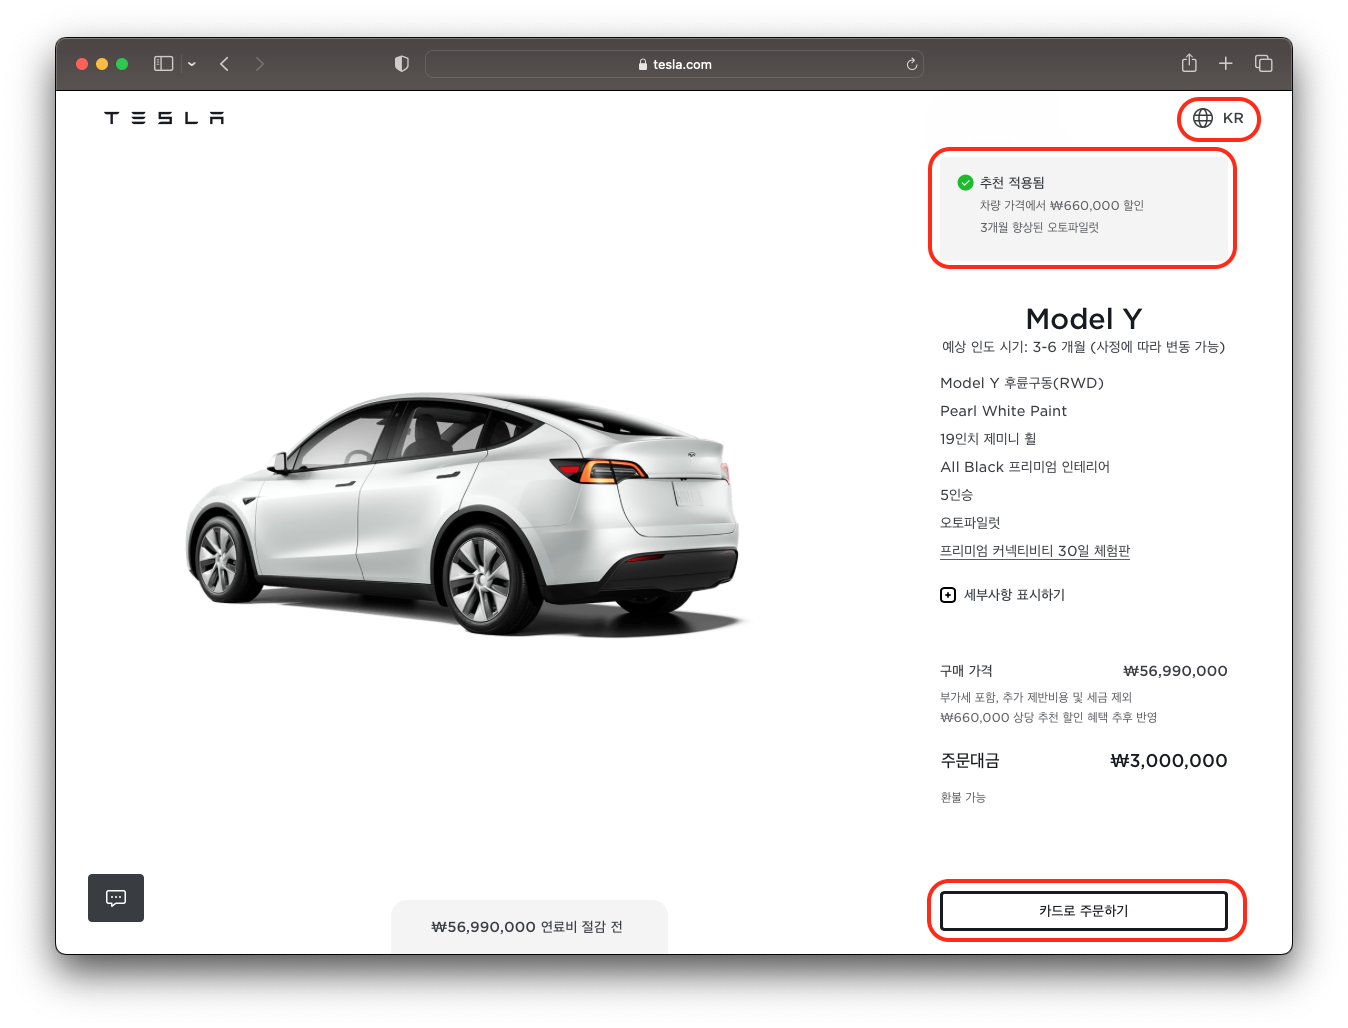 tesla.com
TESLA
KR
추천 적용됨
차량 가격에서 ₩660,000 할인
3개월 향상된 오토파일럿
Model Y
예상 인도 시기: 3-6 개월 (사정에 따라 변동 가능)
Model Y 후륜구동(RWD)
Pearl White Paint
19인치 제미니 휠
All Black 프리미엄 인테리어
5인승
오토파일럿
프리미엄 커넥티비티 30일 체험판
세부사항 표시하기
구매 가격 ₩56,990,000
부가세 포함, 추가 제반비용 및 세금 제외
₩660,000 상당 추천 할인 혜택 추후 반영
주문대금 ₩3,000,000
환불 가능
카드로 주문하기
₩56,990,000 연료비 절감 전